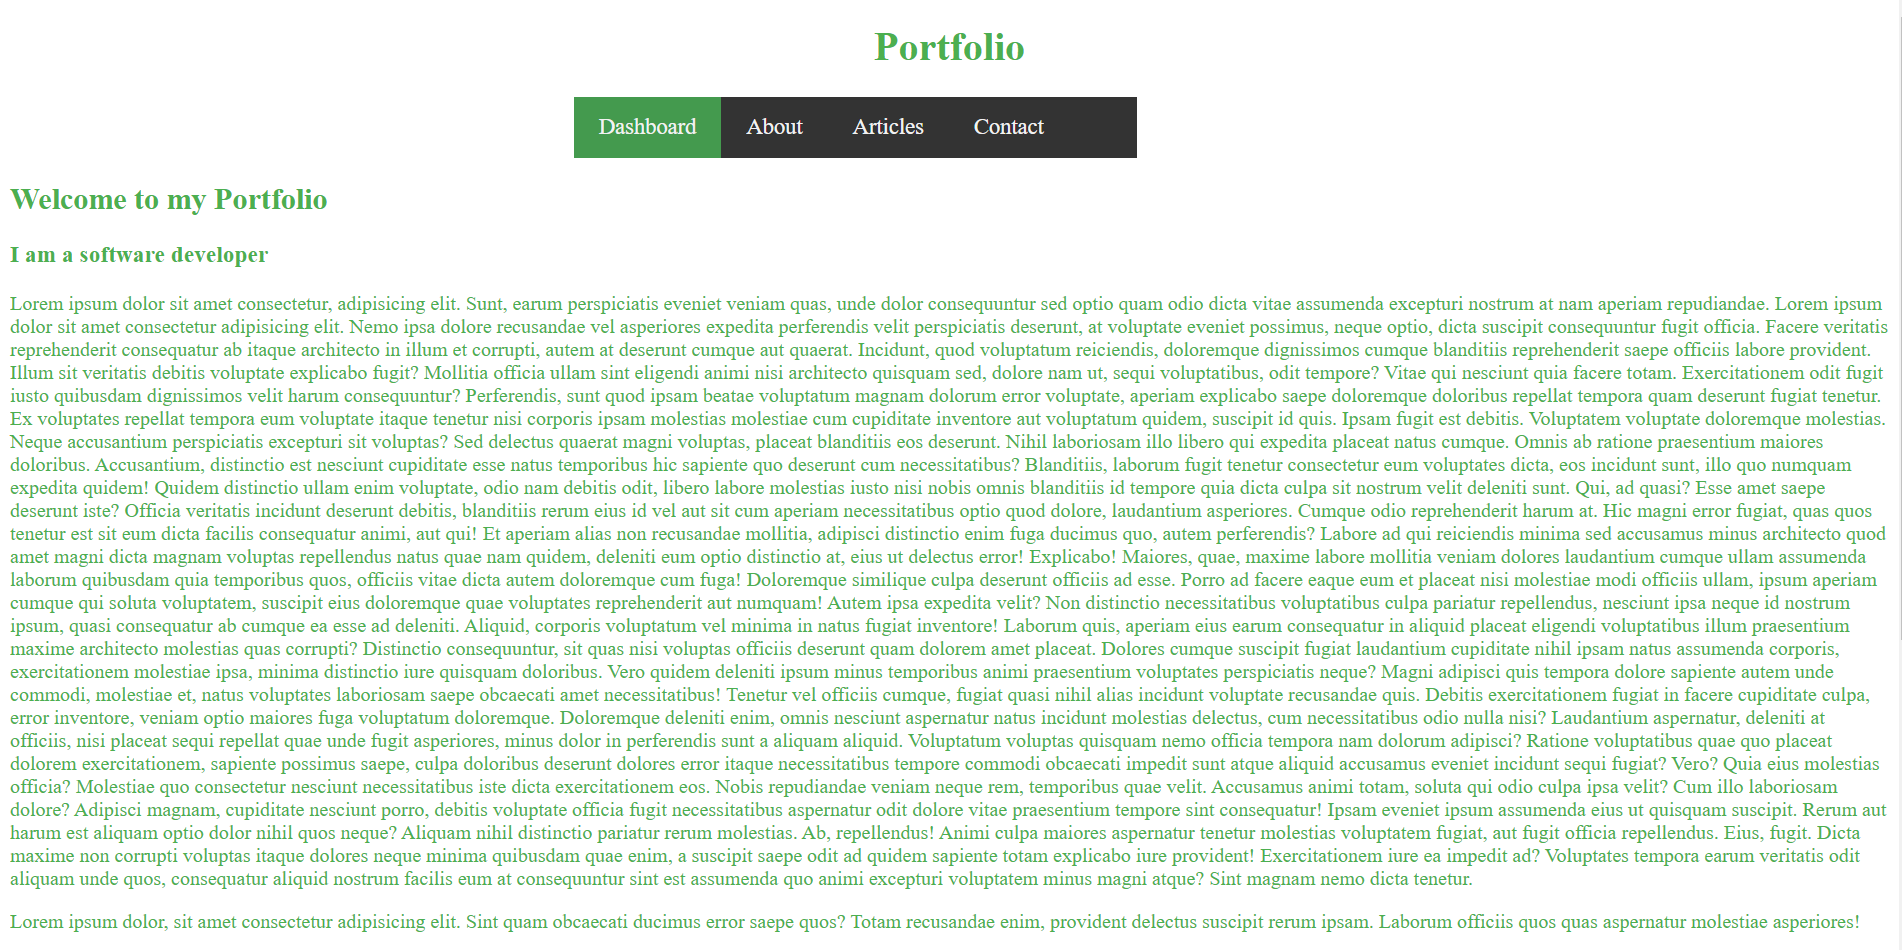 Portfolio
Dashboard About Articles Contact
Welcome to my Portfolio
I am a software developer
Lorem ipsum dolor sit amet consectetur, adipisicing elit. Sunt, earum perspiciatis eveniet veniam quas, unde dolor consequuntur sed optio quam odio dicta vitae assumenda excepturi nostrum at nam aperiam repudiandae. Lorem ipsum
dolor sit amet consectetur adipisicing elit. Nemo ipsa dolore recusandae vel asperiores expedita perferendis velit perspiciatis deserunt, at voluptate eveniet possimus, neque optio, dicta suscipit consequuntur fugit officia. Facere veritatis
reprehenderit consequatur ab itaque architecto in illum et corrupti, autem at deserunt cumque aut quaerat. Incidunt, quod voluptatum reiciendis, doloremque dignissimos cumque blanditiis reprehenderit saepe officiis labore provident.
Illum sit veritatis debitis voluptate explicabo fugit? Mollitia officia ullam sint eligendi animi nisi architecto quisquam sed, dolore nam ut, sequi voluptatibus, odit tempore? Vitae qui nesciunt quia facere totam. Exercitationem odit fugit
iusto quibusdam dignissimos velit harum consequuntur? Perferendis, sunt quod ipsam beatae voluptatum magnam dolorum error voluptate, aperiam explicabo saepe doloremque doloribus repellat tempora quam deserunt fugiat tenetur.
Ex voluptates repellat tempora eum voluptate itaque tenetur nisi corporis ipsam molestias molestiae cum cupiditate inventore aut voluptatum quidem, suscipit id quis. Ipsam fugit est debitis. Voluptatem voluptate doloremque molestias.
Neque accusantium perspiciatis excepturi sit voluptas? Sed delectus quaerat magni voluptas, placeat blanditiis eos deserunt. Nihil laboriosam illo libero qui expedita placeat natus cumque. Omnis ab ratione praesentium maiores
doloribus. Accusantium, distinctio est nesciunt cupiditate esse natus temporibus hic sapiente quo deserunt cum necessitatibus? Blanditiis, laborum fugit tenetur consectetur eum voluptates dicta, eos incidunt sunt, illo quo numquam
expedita quidem! Quidem distinctio ullam enim voluptate, odio nam debitis odit, libero labore molestias iusto nisi nobis omnis blanditiis id tempore quia dicta culpa sit nostrum velit deleniti sunt. Qui, ad quasi? Esse amet saepe
deserunt iste? Officia veritatis incidunt deserunt debitis, blanditiis rerum eius id vel aut sit cum aperiam necessitatibus optio quod dolore, laudantium asperiores. Cumque odio reprehenderit harum at. Hic magni error fugiat, quas quos
tenetur est sit eum dicta facilis consequatur animi, aut qui! Et aperiam alias non recusandae mollitia, adipisci distinctio enim fuga ducimus quo, autem perferendis? Labore ad qui reiciendis minima sed accusamus minus architecto quod
amet magni dicta magnam voluptas repellendus natus quae nam quidem, deleniti eum optio distinctio at, eius ut delectus error! Explicabo! Maiores, quae, maxime labore mollitia veniam dolores laudantium cumque ullam assumenda
laborum quibusdam quia temporibus quos, officiis vitae dicta autem doloremque cum fuga! Doloremque similique culpa deserunt officiis ad esse. Porro ad facere eaque eum et placeat nisi molestiae modi officiis ullam, ipsum aperiam
cumque qui soluta voluptatem, suscipit eius doloremque quae voluptates reprehenderit aut numquam! Autem ipsa expedita velit? Non distinctio necessitatibus voluptatibus culpa pariatur repellendus, nesciunt ipsa neque id nostrum
ipsum, quasi consequatur ab cumque ea esse ad deleniti. Aliquid, corporis voluptatum vel minima in natus fugiat inventore! Laborum quis, aperiam eius earum consequatur in aliquid placeat eligendi voluptatibus illum praesentium
maxime architecto molestias quas corrupti? Distinctio consequuntur, sit quas nisi voluptas officiis deserunt quam dolorem amet placeat. Dolores cumque suscipit fugiat laudantium cupiditate nihil ipsam natus assumenda corporis,
exercitationem molestiae ipsa, minima distinctio iure quisquam doloribus. Vero quidem deleniti ipsum minus temporibus animi praesentium voluptates perspiciatis neque? Magni adipisci quis tempora dolore sapiente autem unde
commodi, molestiae et, natus voluptates laboriosam saepe obcaecati amet necessitatibus! Tenetur vel officiis cumque, fugiat quasi nihil alias incidunt voluptate recusandae quis. Debitis exercitationem fugiat in facere cupiditate culpa,
error inventore, veniam optio maiores fuga voluptatum doloremque. Doloremque deleniti enim, omnis nesciunt aspernatur natus incidunt molestias delectus, cum necessitatibus odio nulla nisi? Laudantium aspernatur, deleniti at
officiis, nisi placeat sequi repellat quae unde fugit asperiores, minus dolor in perferendis sunt a aliquam aliquid. Voluptatum voluptas quisquam nemo officia tempora nam dolorum adipisci? Ratione voluptatibus quae quo placeat
dolorem exercitationem, sapiente possimus saepe, culpa doloribus deserunt dolores error itaque necessitatibus tempore commodi obcaecati impedit sunt atque aliquid accusamus eveniet incidunt sequi fugiat? Vero? Quia eius molestias
officia? Molestiae quo consectetur nesciunt necessitatibus iste dicta exercitationem eos. Nobis repudiandae veniam neque rem, temporibus quae velit. Accusamus animi totam, soluta qui odio culpa ipsa velit? Cum illo laboriosam
dolore? Adipisci magnam, cupiditate nesciunt porro, debitis voluptate officia fugit necessitatibus aspernatur odit dolore vitae praesentium tempore sint consequatur! Ipsam eveniet ipsum assumenda eius ut quisquam suscipit. Rerum aut
harum est aliquam optio dolor nihil quos neque? Aliquam nihil distinctio pariatur rerum molestias. Ab, repellendus! Animi culpa maiores aspernatur tenetur molestias voluptatem fugiat, aut fugit officia repellendus. Eius, fugit. Dicta
maxime non corrupti voluptas itaque dolores neque minima quibusdam quae enim, a suscipit saepe odit ad quidem sapiente totam explicabo iure provident! Exercitationem iure ea impedit ad? Voluptates tempora earum veritatis odit
aliquam unde quos, consequatur aliquid nostrum facilis eum at consequuntur sint est assumenda quo animi excepturi voluptatem minus magni atque? Sint magnam nemo dicta tenetur.
Lorem ipsum dolor, sit amet consectetur adipisicing elit. Sint quam obcaecati ducimus error saepe quos? Totam recusandae enim, provident delectus suscipit rerum ipsam. Laborum officiis quos quas aspernatur molestiae asperiores!